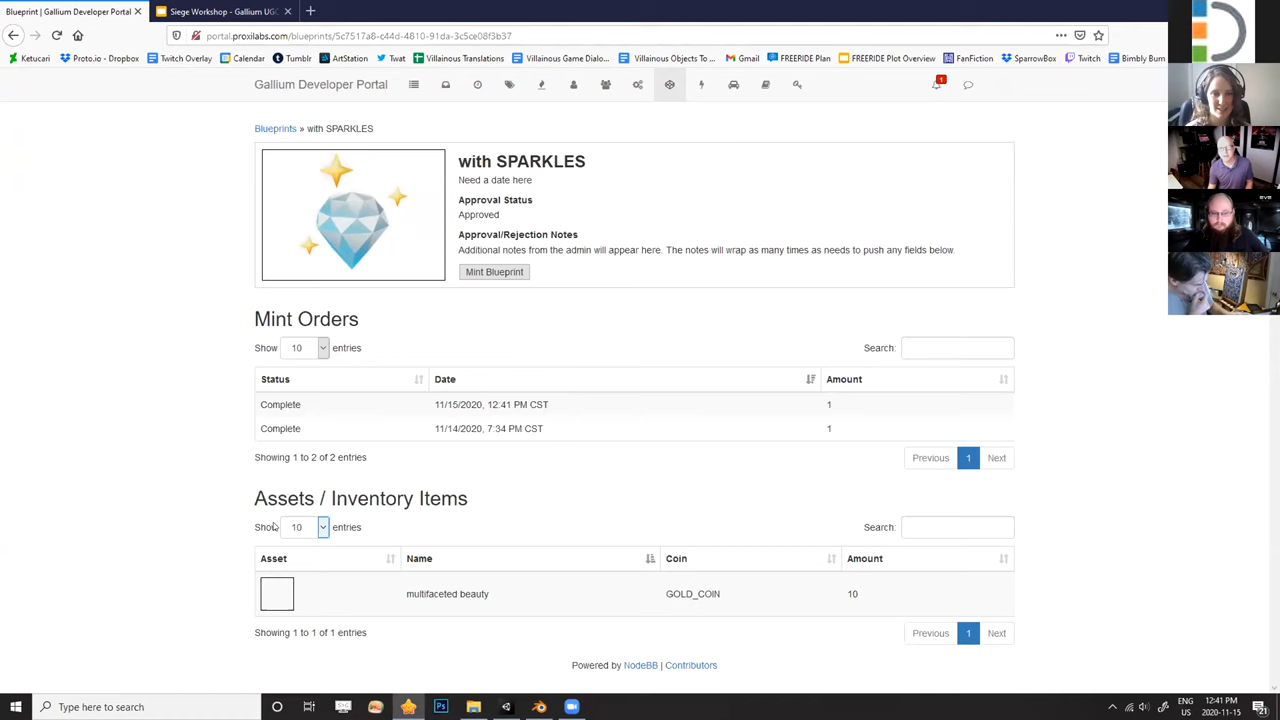 Blueprint | Gallium Developer Portal
Siege Workshop - Gallium UGC
portal.proxilabs.com/blueprints/5c7517a8-c44d-4810-91da-3c5ce08f3b37
Ketucari
Proto.io - Dropbox
Twitch Overlay
Calendar
Tumblr
ArtStation
Twat
Villainous Translations
Villainous Game Dialo...
Villainous Objects To ...
Gmail
FREERIDE Plan
FREERIDE Plot Overview
FanFiction
SparrowBox
Twitch
Bimbly Burn
Gallium Developer Portal
1
Blueprints » with SPARKLES
with SPARKLES
Need a date here
Approval Status
Approved
Approval/Rejection Notes
Additional notes from the admin will appear here. The notes will wrap as many times as needs to push any fields below.
Mint Blueprint
Mint Orders
Show 10 entries
Search:
Status Date Amount
Complete 11/15/2020, 12:41 PM CST 1
Complete 11/14/2020, 7:34 PM CST 1
Showing 1 to 2 of 2 entries
Previous 1 Next
Assets / Inventory Items
Show 10 entries
Search:
Asset Name Coin Amount
multifaceted beauty GOLD_COIN 10
Showing 1 to 1 of 1 entries
Previous 1 Next
Powered by NodeBB | Contributors
Type here to search
ENG
US
12:41 PM
2020-11-15
21